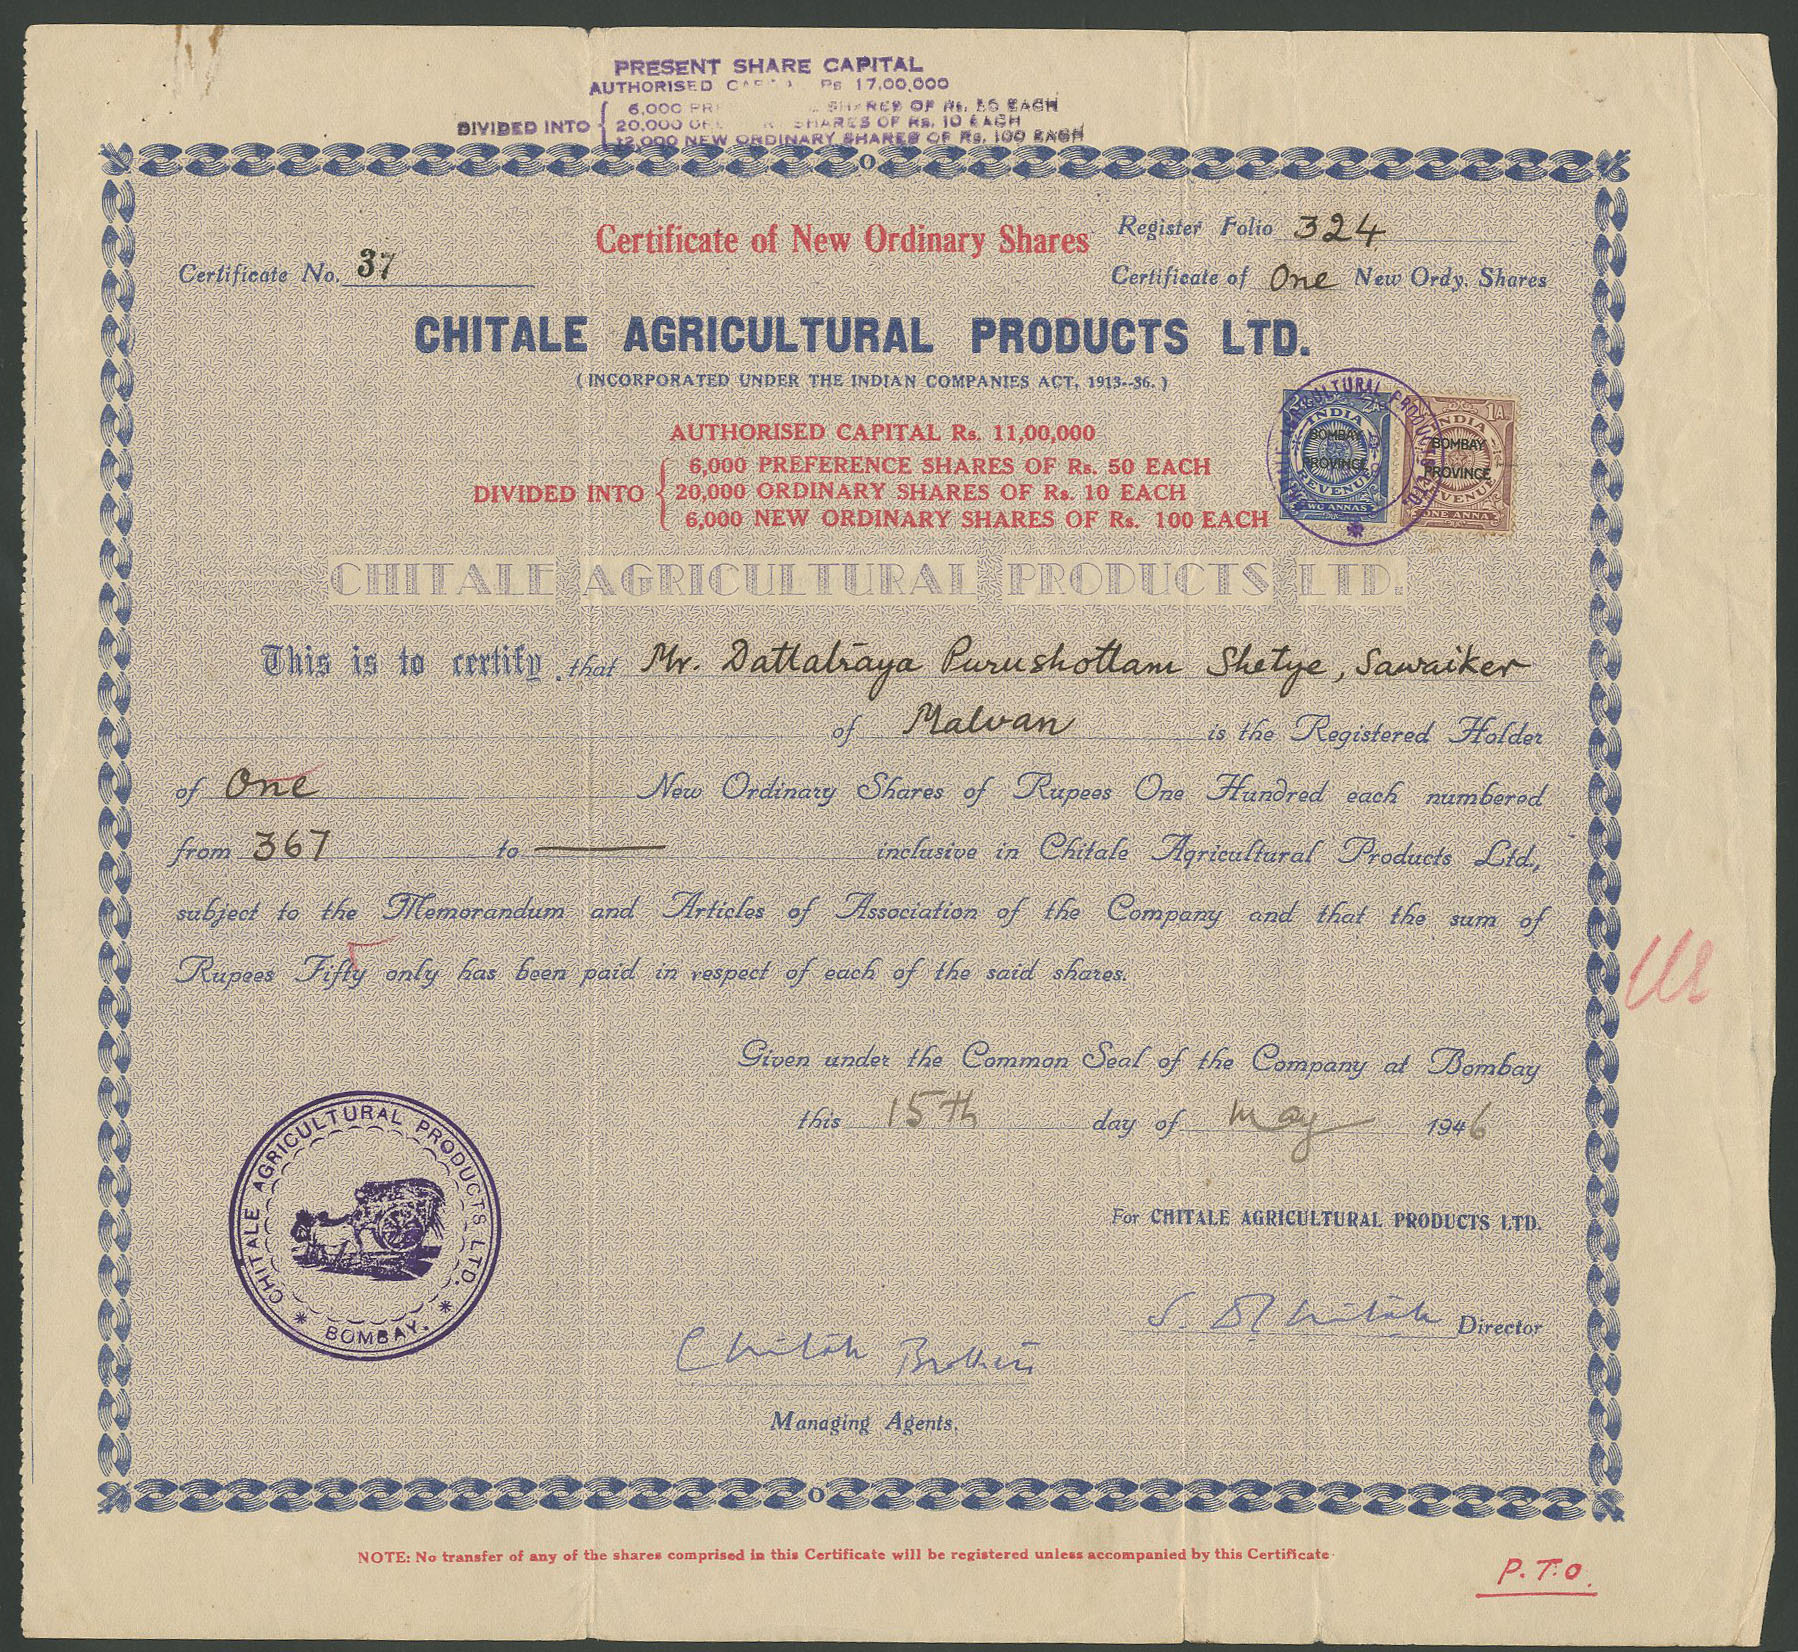 PRESENT SHARE CAPITAL
AUTHORISED Rs 17,00,000
6,000 SHARES OF Rs. 50 EACH
DIVIDED INTO 20,000 SHARES OF Rs. 10 EACH
12,000 NEW ORDINARY SHARES OF Rs. 100 EACH
Certificate of New Ordinary Shares
Register Folio 324
Certificate No. 37
Certificate of One New Ordy. Shares
CHITALE AGRICULTURAL PRODUCTS LTD.
(INCORPORATED UNDER THE INDIAN COMPANIES ACT, 1913--36.)
AUTHORISED CAPITAL Rs. 11,00,000
6,000 PREFERENCE SHARES OF Rs. 50 EACH
DIVIDED INTO 20,000 ORDINARY SHARES OF Rs. 10 EACH
6,000 NEW ORDINARY SHARES OF Rs. 100 EACH
INDIA
BOMBAY
PROVINCE
REVENUE
TWO ANNAS
1A.
INDIA
BOMBAY
PROVINCE
REVENUE
ONE ANNA
CHITALE AGRICULTURAL PRODUCTS LTD.
This is to certify that Mr. Dattatraya Purushottam Shetye, Sawaiker
of Malvan is the Registered Holder
of One New Ordinary Shares of Rupees One Hundred each numbered
from 367 to — inclusive in Chitale Agricultural Products Ltd.,
subject to the Memorandum and Articles of Association of the Company and that the sum of
Rupees Fifty only has been paid in respect of each of the said shares.
Given under the Common Seal of the Company at Bombay
this 15th day of May 1946
CHITALE AGRICULTURAL PRODUCTS LTD.
* BOMBAY. *
For CHITALE AGRICULTURAL PRODUCTS LTD.
Director
Chitale Brothers
Managing Agents.
NOTE: No transfer of any of the shares comprised in this Certificate will be registered unless accompanied by this Certificate
P.T.O.